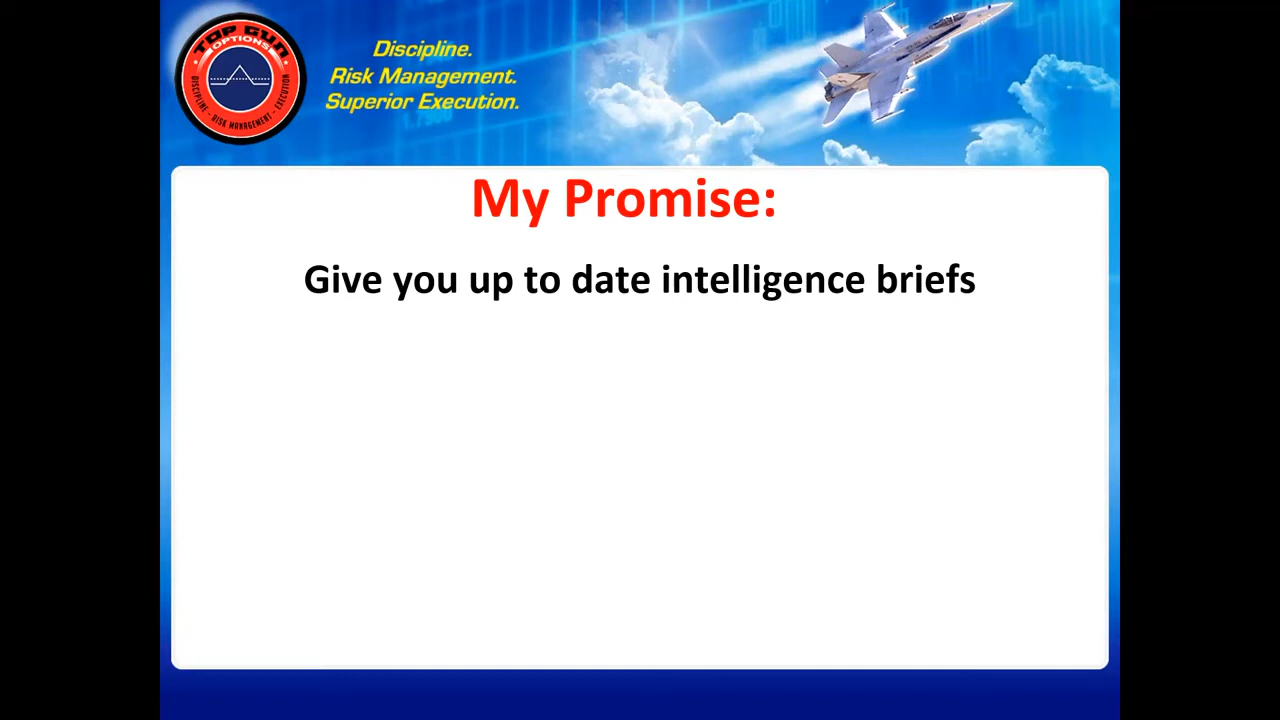 TOP GUN
OPTIONS
DISCIPLINE - RISK MANAGEMENT - EXECUTION
Discipline.
Risk Management.
Superior Execution.
My Promise:
Give you up to date intelligence briefs